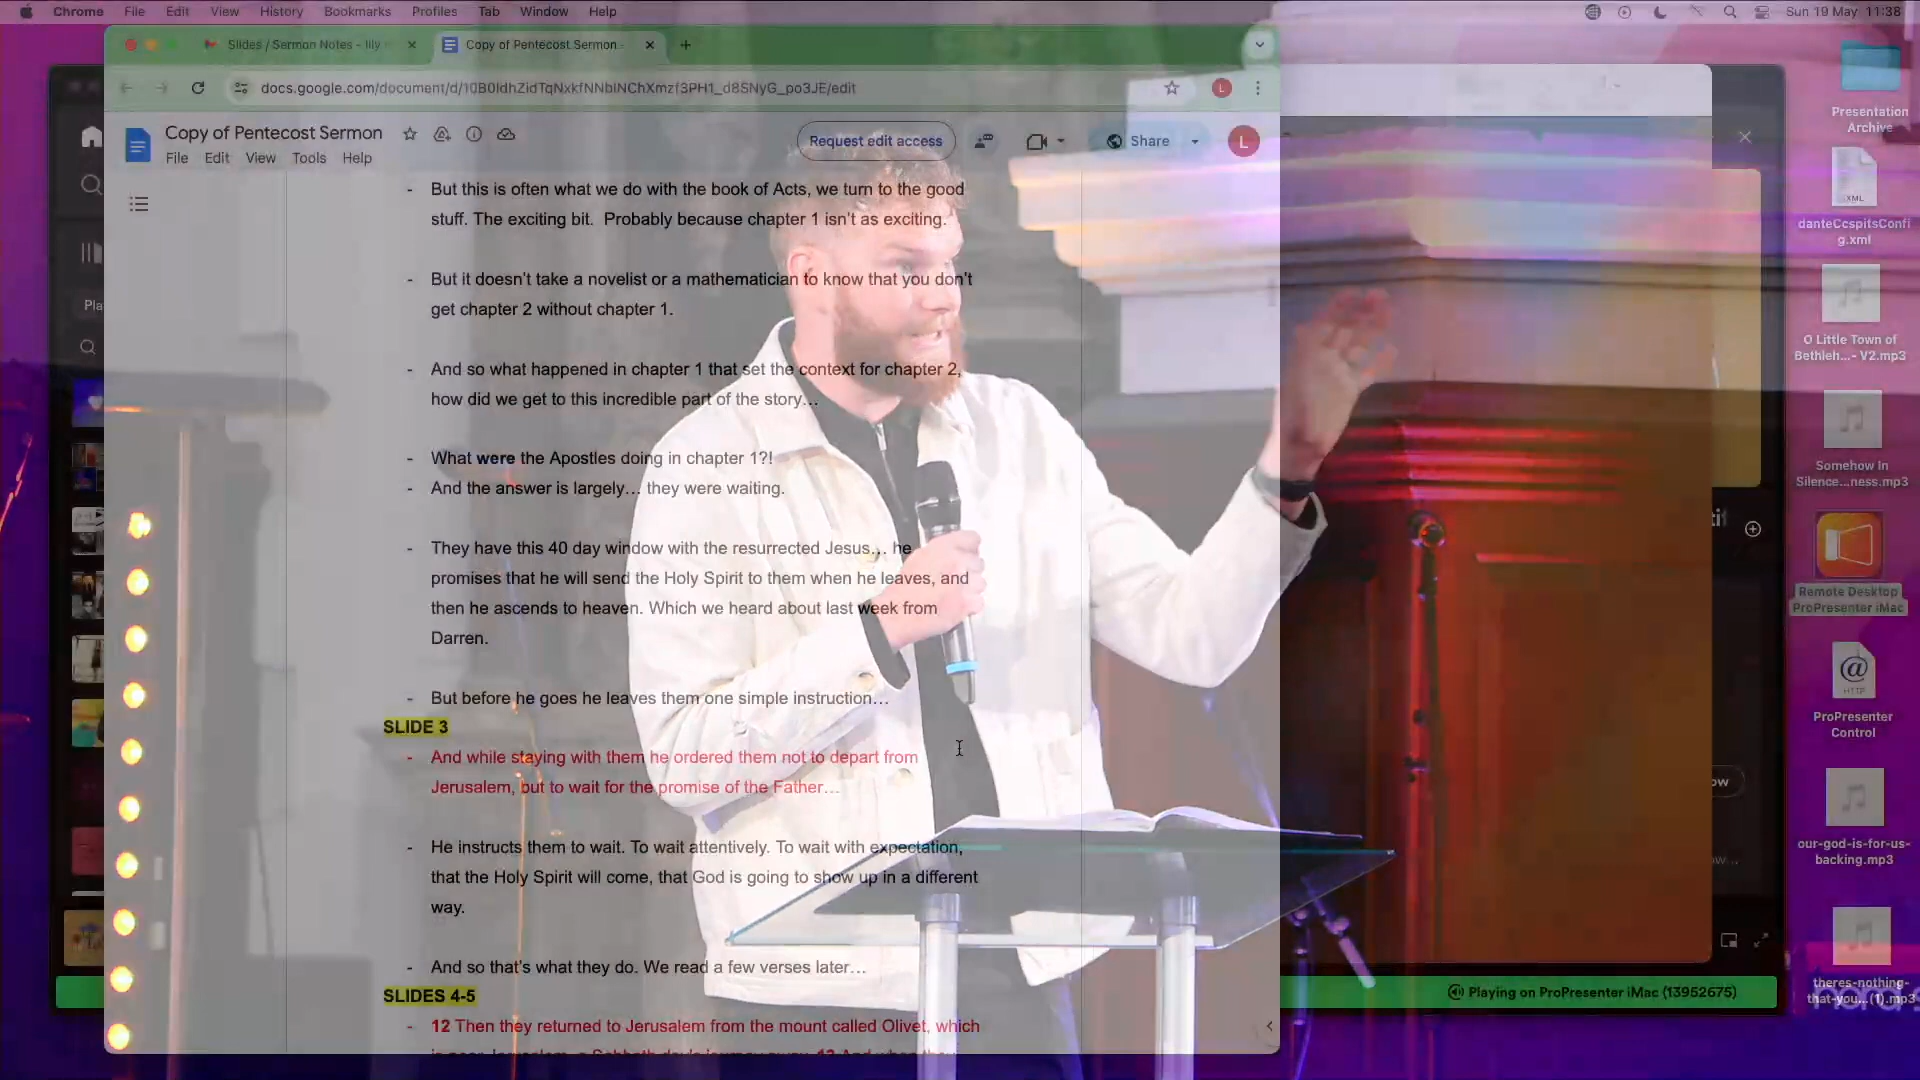 Chrome File Edit View History Bookmarks Profiles Tab Window Help Sun 19 May 11:38
Slides / Sermon Notes - lily Copy of Pentecost Sermon -
docs.google.com/document/d/10B0ldhZidTqNxkfNNbINChXmzf3PH1_d8SNyG_po3JE/edit
Copy of Pentecost Sermon
Request edit access Share L
File Edit View Tools Help
- But this is often what we do with the book of Acts, we turn to the good
stuff. The exciting bit. Probably because chapter 1 isn't as exciting.
- But it doesn't take a novelist or a mathematician to know that you don't
get chapter 2 without chapter 1.
- And so what happened in chapter 1 that set the context for chapter 2,
how did we get to this incredible part of the story…
- What were the Apostles doing in chapter 1?!
- And the answer is largely… they were waiting.
- They have this 40 day window with the resurrected Jesus… he
promises that he will send the Holy Spirit to them when he leaves, and
then he ascends to heaven. Which we heard about last week from
Darren.
- But before he goes he leaves them one simple instruction…
SLIDE 3
- And while staying with them he ordered them not to depart from
Jerusalem, but to wait for the promise of the Father…
- He instructs them to wait. To wait attentively. To wait with expectation,
that the Holy Spirit will come, that God is going to show up in a different
way.
- And so that's what they do. We read a few verses later…
SLIDES 4-5
- 12 Then they returned to Jerusalem from the mount called Olivet, which
Pla
Presentation
Archive
XML
danteCcspitsConfi
g.xml
O Little Town of
Bethleh...- V2.mp3
Somehow In
Silence...ness.mp3
Remote Desktop
ProPresenter iMac
HTTP
ProPresenter
Control
our-god-is-for-us-
backing.mp3
theres-nothing-
that-you...(1).mp3
Playing on ProPresenter iMac (13952675)